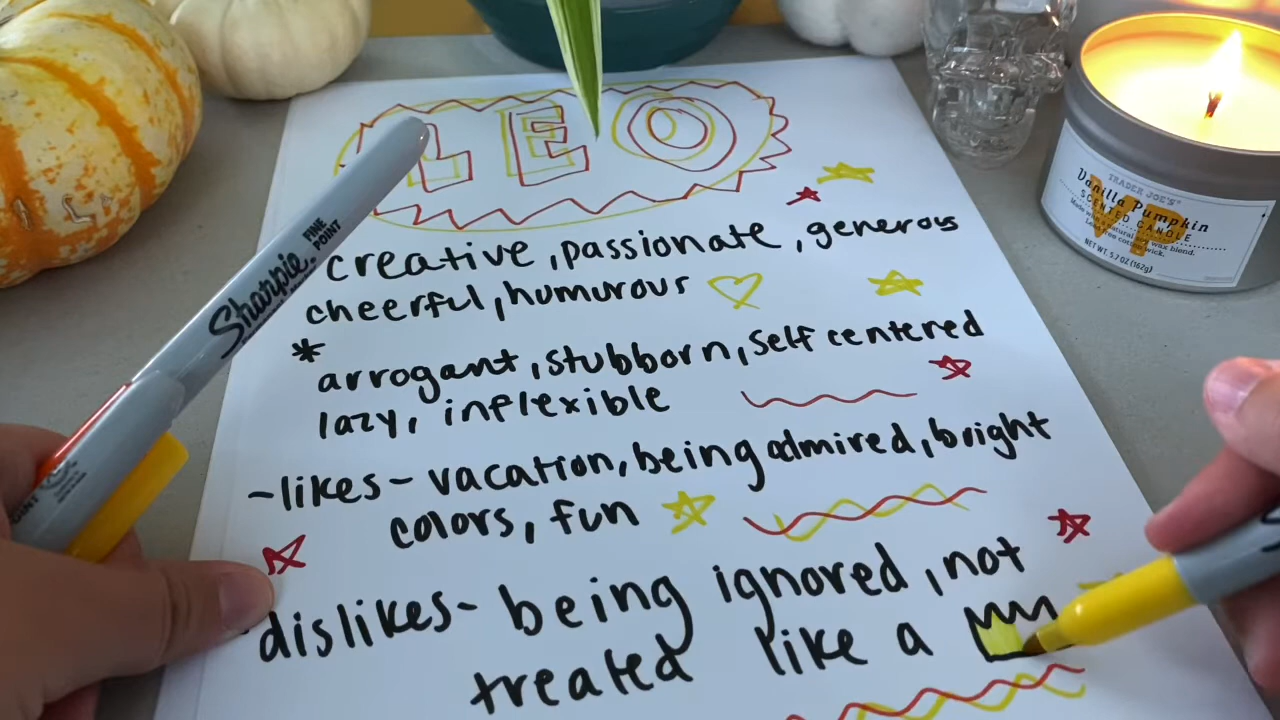 LEO
creative, passionate, generous
cheerful, humurous
* arrogant, stubborn, self centered
lazy, inflexible
-likes- vacation, being admired, bright
colors, fun
dislikes- being ignored, not
treated like a
Sharpie.
FINE POINT
TRADER JOE'S
Vanilla Pumpkin
SCENTED CANDLE
NET WT. 5.7 OZ (162g)